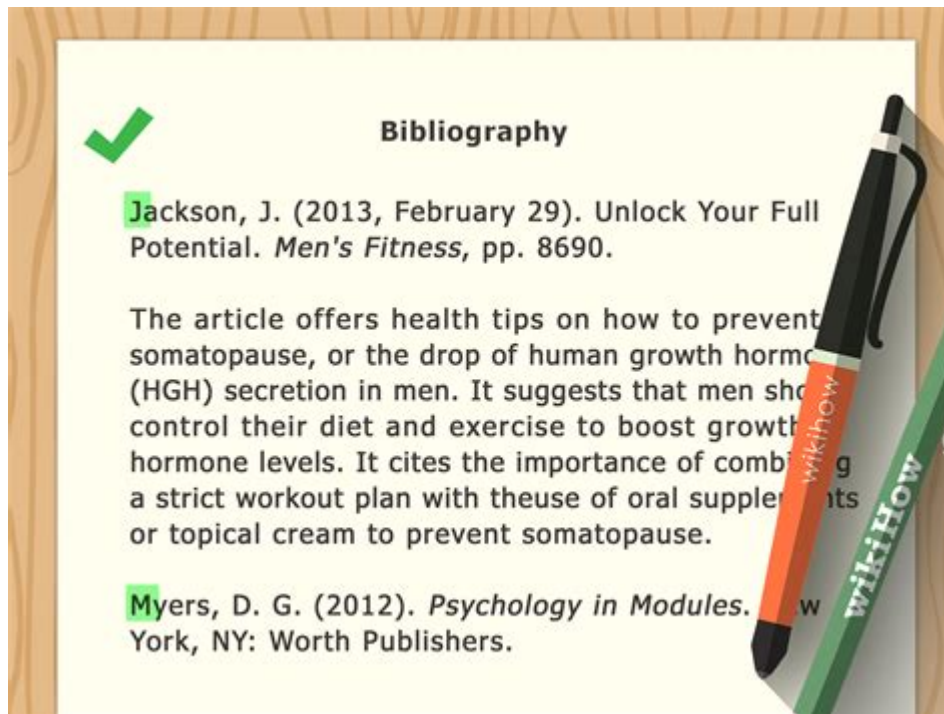 Bibliography
Jackson, J. (2013, February 29). Unlock Your Full
Potential. Men's Fitness, pp. 8690.
The article offers health tips on how to prevent
somatopause, or the drop of human growth
(HGH) secretion in men. It suggests that men
control their diet and exercise to boost
hormone levels. It cites the importance of
a strict workout plan with theuse of oral
or topical cream to prevent somatopause.
Myers, D. G. (2012). Psychology in Modules.
York, NY: Worth Publishers.
wikihow
wikiHow